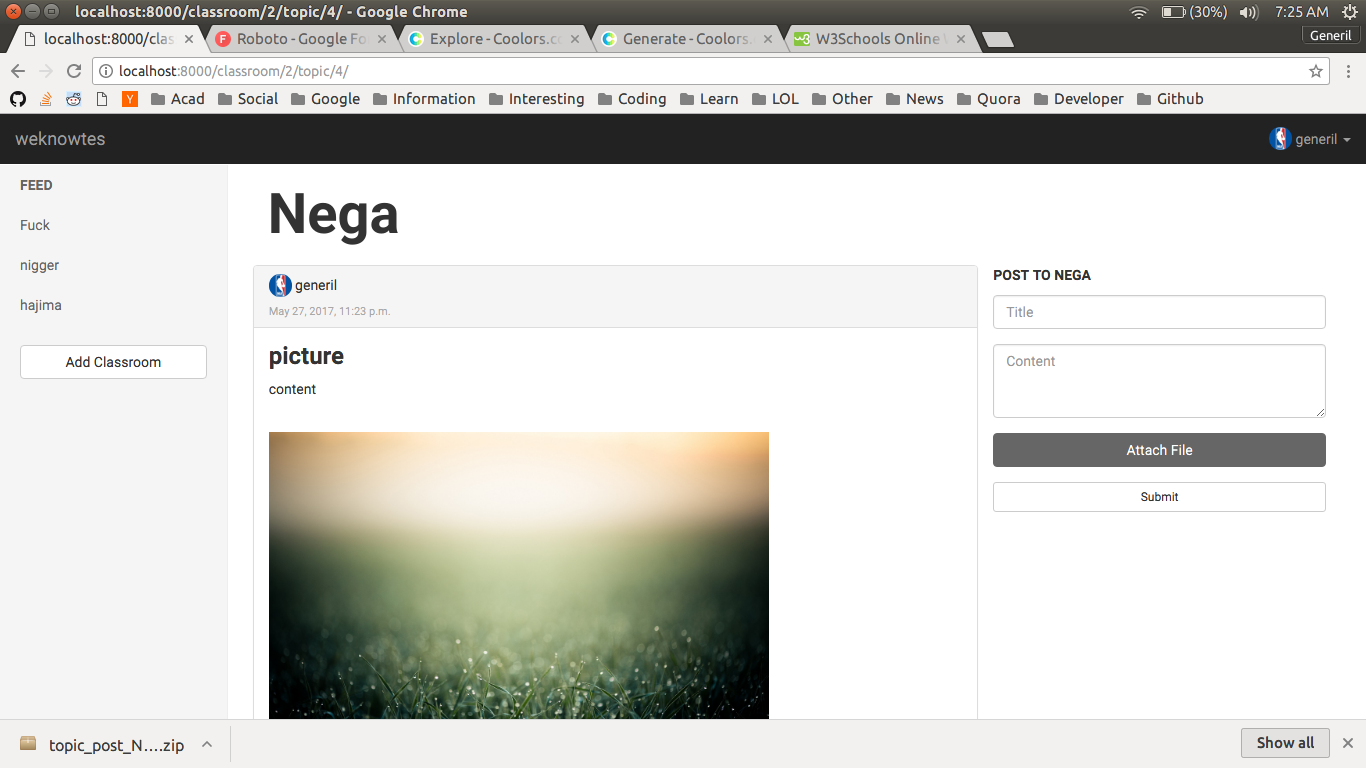 localhost:8000/classroom/2/topic/4/ - Google Chrome
(30%) 7:25 AM
localhost:8000/clas Roboto - Google Fo Explore - Coolors.c Generate - Coolors. W3Schools Online Generil
localhost:8000/classroom/2/topic/4/
Y Acad Social Google Information Interesting Coding Learn LOL Other News Quora Developer Github
weknowtes generil
FEED
Fuck
nigger
hajima
Add Classroom
Nega
generil
May 27, 2017, 11:23 p.m.
picture
content
POST TO NEGA
Title
Content
Attach File
Submit
topic_post_N....zip Show all